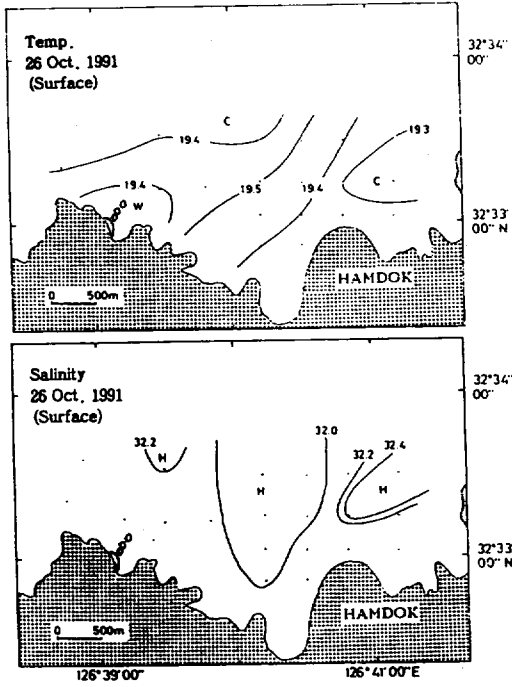 Temp.
26 Oct. 1991
(Surface)
32°34''
00''
C
19.4
19.3
19.4
W
19.5
19.4
C
32°33
00'' N
HAMDOK
0 500m
Salinity
26 Oct. 1991
(Surface)
32°34'
00''
32.2
H
32.0
32.2
32.4
H
H
32°33
00'' N
HAMDOK
0 500m
126°39'00''
126°41'00''E